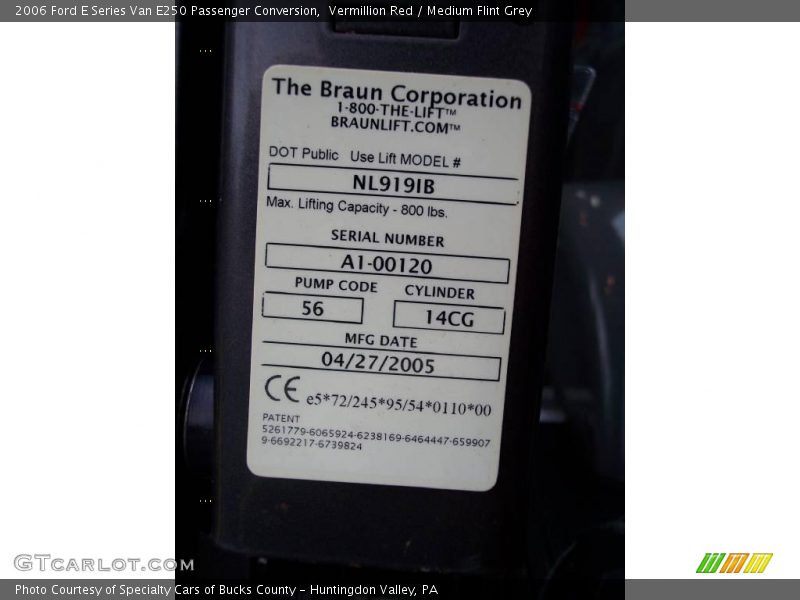 2006 Ford E Series Van E250 Passenger Conversion,  Vermillion Red / Medium Flint Grey
The Braun Corporation
1-800-THE-LIFT™
BRAUNLIFT.COM™
DOT Public Use Lift MODEL #
NL919IB
Max. Lifting Capacity - 800 lbs.
SERIAL NUMBER
A1-00120
PUMP CODE CYLINDER
56 14CG
MFG DATE
04/27/2005
CE e5*72/245*95/54*0110*00
PATENT
5261779-6065924-6238169-6464447-659907
9-6692217-6739824
GTCARLOT.COM
Photo Courtesy of Specialty Cars of Bucks County – Huntingdon Valley, PA